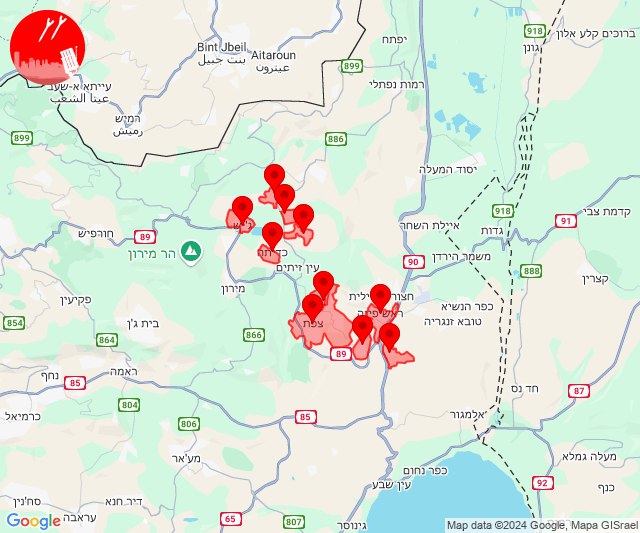 ברוכים קלע אלון
918
גונן
יפתח
899
רמות נפתלי
Bint Jbeil
بنت جبيل
Aitaroun
عيترون
עייתא א-שעב
عيتا الشعب
רמיש
رميش
899
886
יסוד המעלה
918
91
קדמת צבי
גדות
איילת השחר
חורפיש
89
הר מירון
כדיתה
90
משמר הירדן
888
קצרין
עין זיתים
מירון
פקיעין
864
בית ג'ן
866
צפת
ראש פינה
כפר הנשיא
טובא זנגריה
89
854
נחף
85
ראמה
804
כרמיאל
806
85
חד נס
87
אלמגור
מע'אר
כפר נחום
עין שבע
מעלה גמלא
92
כנף
סח'נין
דיר חנא
עראבה
65
807
גינוסר
Google
Map data ©2024 Google, Mapa GISrael